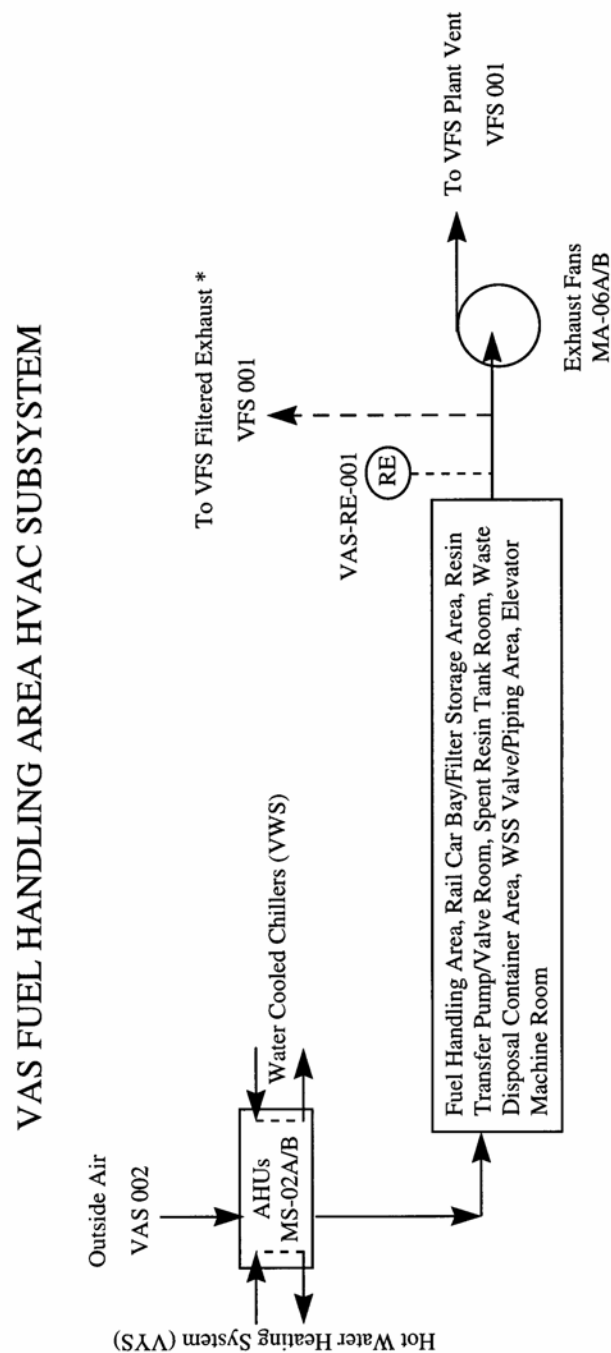 VAS FUEL HANDLING AREA HVAC SUBSYSTEM
Outside Air
VAS 002
AHUs
MS-02A/B
Hot Water Heating System (VYS)
Water Cooled Chillers (VWS)
Fuel Handling Area, Rail Car Bay/Filter Storage Area, Resin
Transfer Pump/Valve Room, Spent Resin Tank Room, Waste
Disposal Container Area, WSS Valve/Piping Area, Elevator
Machine Room
VAS-RE-001
RE
To VFS Filtered Exhaust *
VFS 001
Exhaust Fans
MA-06A/B
To VFS Plant Vent
VFS 001